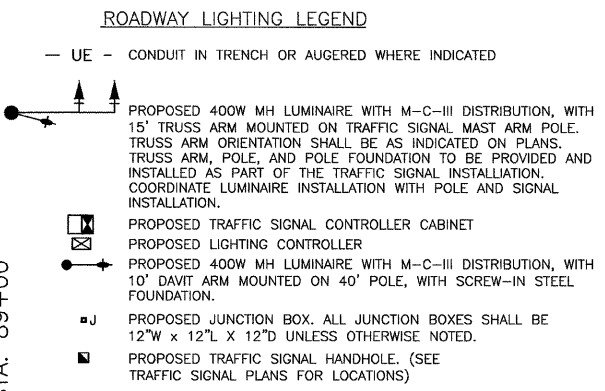 ROADWAY LIGHTING LEGEND
— UE – CONDUIT IN TRENCH OR AUGERED WHERE INDICATED
PROPOSED 400W MH LUMINAIRE WITH M-C-III DISTRIBUTION, WITH
15' TRUSS ARM MOUNTED ON TRAFFIC SIGNAL MAST ARM POLE.
TRUSS ARM ORIENTATION SHALL BE AS INDICATED ON PLANS.
TRUSS ARM, POLE, AND POLE FOUNDATION TO BE PROVIDED AND
INSTALLED AS PART OF THE TRAFFIC SIGNAL INSTALLIATION.
COORDINATE LUMINAIRE INSTALLATION WITH POLE AND SIGNAL
INSTALLATION.
PROPOSED TRAFFIC SIGNAL CONTROLLER CABINET
PROPOSED LIGHTING CONTROLLER
PROPOSED 400W MH LUMINAIRE WITH M-C-III DISTRIBUTION, WITH
10' DAVIT ARM MOUNTED ON 40' POLE, WITH SCREW-IN STEEL
FOUNDATION.
J PROPOSED JUNCTION BOX. ALL JUNCTION BOXES SHALL BE
12"W x 12"L X 12"D UNLESS OTHERWISE NOTED.
PROPOSED TRAFFIC SIGNAL HANDHOLE. (SEE
TRAFFIC SIGNAL PLANS FOR LOCATIONS)